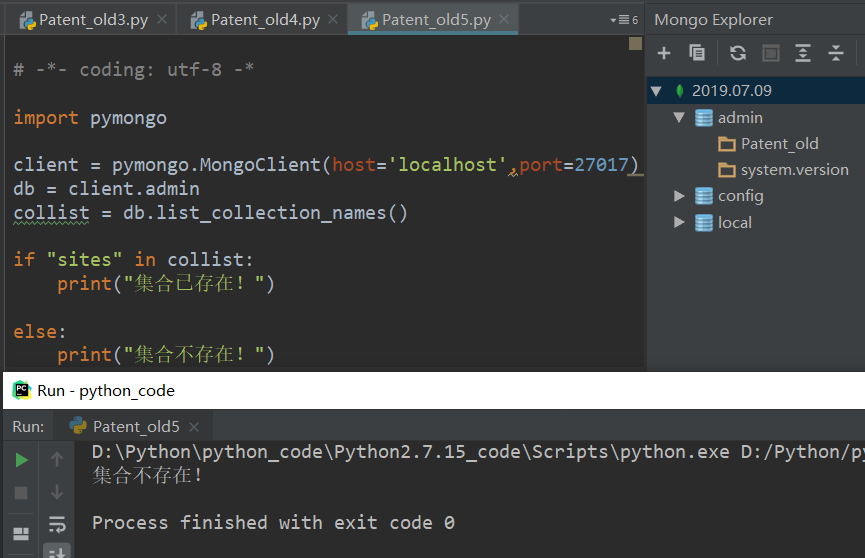 Patent_old3.py
Patent_old4.py
Patent_old5.py
6
# -*- coding: utf-8 -*
import pymongo
client = pymongo.MongoClient(host='localhost',port=27017)
db = client.admin
collist = db.list_collection_names()
if "sites" in collist:
print("集合已存在！")
else:
print("集合不存在！")
Mongo Explorer
2019.07.09
admin
Patent_old
system.version
config
local
PC
Run - python_code
Run:
Patent_old5
D:\Python\python_code\Python2.7.15_code\Scripts\python.exe D:/Python/py
集合不存在！
Process finished with exit code 0